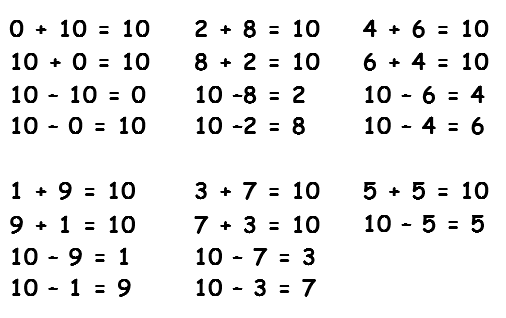 0 + 10 = 10
10 + 0 = 10
10 - 10 = 0
10 - 0 = 10
2 + 8 = 10
8 + 2 = 10
10 -8 = 2
10 -2 = 8
4 + 6 = 10
6 + 4 = 10
10 - 6 = 4
10 - 4 = 6
1 + 9 = 10
9 + 1 = 10
10 - 9 = 1
10 - 1 = 9
3 + 7 = 10
7 + 3 = 10
10 - 7 = 3
10 - 3 = 7
5 + 5 = 10
10 - 5 = 5